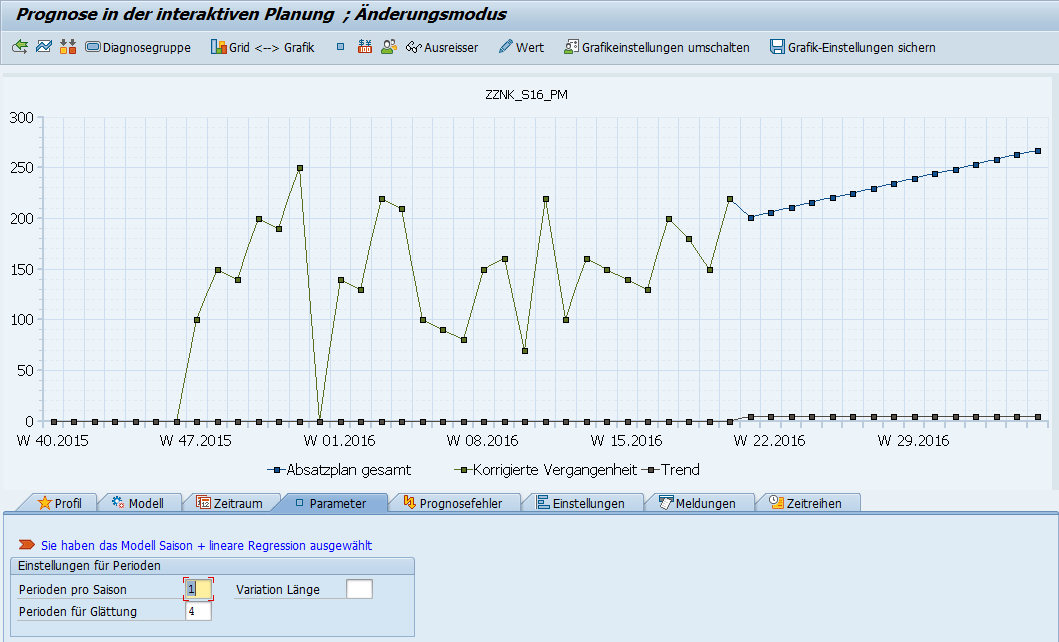 Prognose in der interaktiven Planung ; Änderungsmodus
Diagnosegruppe Grid <--> Grafik Ausreisser Wert Grafikeinstellungen umschalten Grafik-Einstellungen sichern
ZZNK_S16_PM
300
250
200
150
100
50
0
W 40.2015 W 47.2015 W 01.2016 W 08.2016 W 15.2016 W 22.2016 W 29.2016
Absatzplan gesamt Korrigierte Vergangenheit Trend
Profil Modell Zeitraum Parameter Prognosefehler Einstellungen Meldungen Zeitreihen
Sie haben das Modell Saison + lineare Regression ausgewählt
Einstellungen für Perioden
Perioden pro Saison 1 Variation Länge
Perioden für Glättung 4